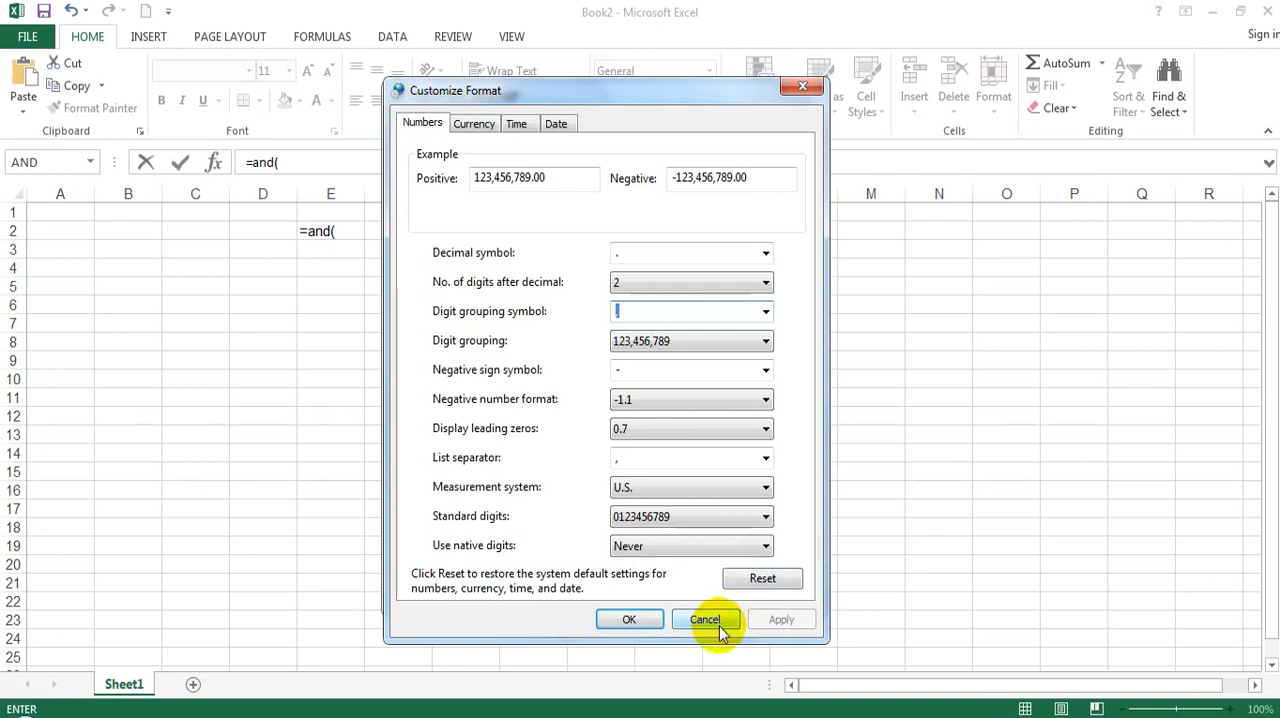 Book2 - Microsoft Excel
?
FILE
HOME
INSERT
PAGE LAYOUT
FORMULAS
DATA
REVIEW
VIEW
Sign in
Paste
Cut
Copy
Format Painter
Clipboard
11
B I U
Font
Wrap Text
General
Cell
Styles
Insert
Delete
Format
Cells
AutoSum
Fill
Clear
Sort &
Filter
Find &
Select
Editing
AND
fx
=and(
A B C D E M N O P Q R
1
2
3
4
5
6
7
8
9
10
11
12
13
14
15
16
17
18
19
20
21
22
23
24
25
=and(
Customize Format
Numbers
Currency
Time
Date
Example
Positive: 123,456,789.00
Negative: -123,456,789.00
Decimal symbol: .
No. of digits after decimal: 2
Digit grouping symbol: ,
Digit grouping: 123,456,789
Negative sign symbol: -
Negative number format: -1.1
Display leading zeros: 0.7
List separator: ,
Measurement system: U.S.
Standard digits: 0123456789
Use native digits: Never
Click Reset to restore the system default settings for
numbers, currency, time, and date.
Reset
OK
Cancel
Apply
Sheet1
ENTER
100%